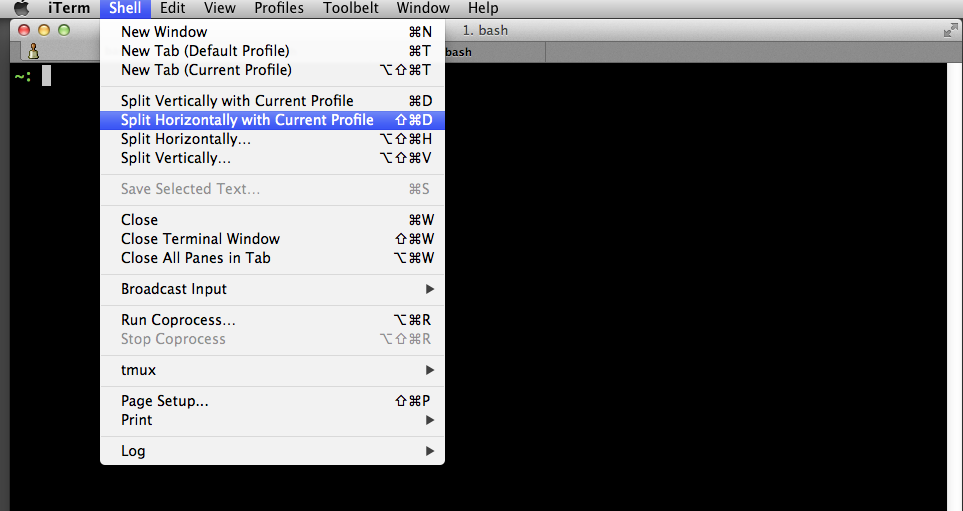 iTerm Shell Edit View Profiles Toolbelt Window Help
1. bash
bash
~:
New Window ⌘N
New Tab (Default Profile) ⌘T
New Tab (Current Profile) ⌥⇧⌘T
Split Vertically with Current Profile ⌘D
Split Horizontally with Current Profile ⇧⌘D
Split Horizontally... ⌥⇧⌘H
Split Vertically... ⌥⇧⌘V
Save Selected Text... ⌘S
Close ⌘W
Close Terminal Window ⇧⌘W
Close All Panes in Tab ⌥⌘W
Broadcast Input ▶
Run Coprocess... ⌥⌘R
Stop Coprocess ⌥⇧⌘R
tmux ▶
Page Setup... ⇧⌘P
Print ▶
Log ▶